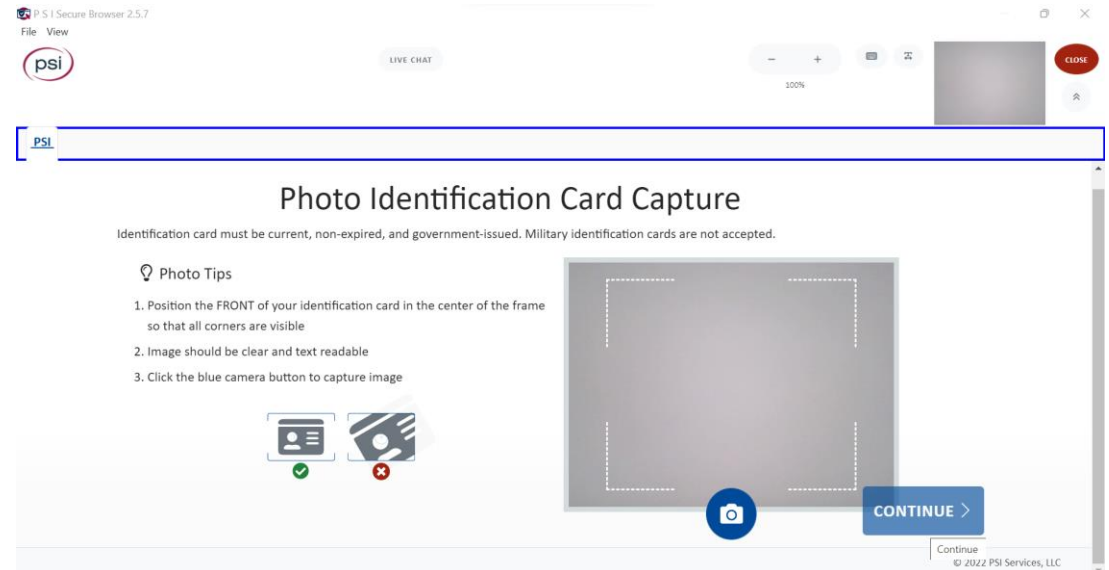 P S I Secure Browser 2.5.7
File View
psi
LIVE CHAT
− +
100%
CLOSE
PSI
Photo Identification Card Capture
Identification card must be current, non-expired, and government-issued. Military identification cards are not accepted.
Photo Tips
1. Position the FRONT of your identification card in the center of the frame
so that all corners are visible
2. Image should be clear and text readable
3. Click the blue camera button to capture image
CONTINUE
Continue
© 2022 PSI Services, LLC